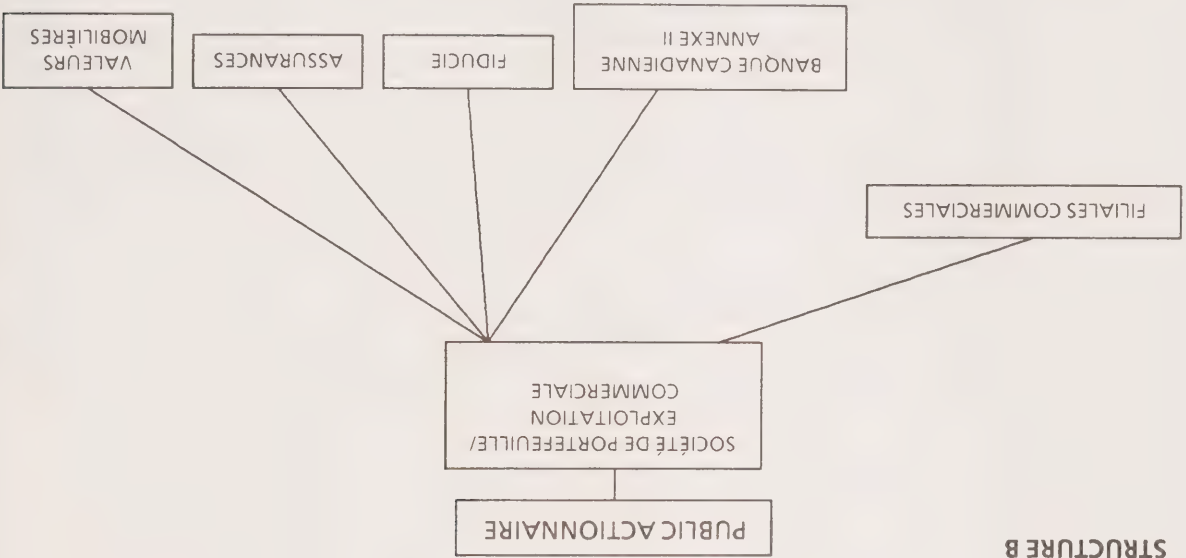 STRUCTURE B
PUBLIC ACTIONNAIRE
SOCIÉTÉ DE PORTEFEUILLE/
EXPLOITATION
COMMERCIALE
FILIALES COMMERCIALES
BANQUE CANADIENNE
ANNEXE II
FIDUCIE
ASSURANCES
VALEURS
MOBILIÈRES